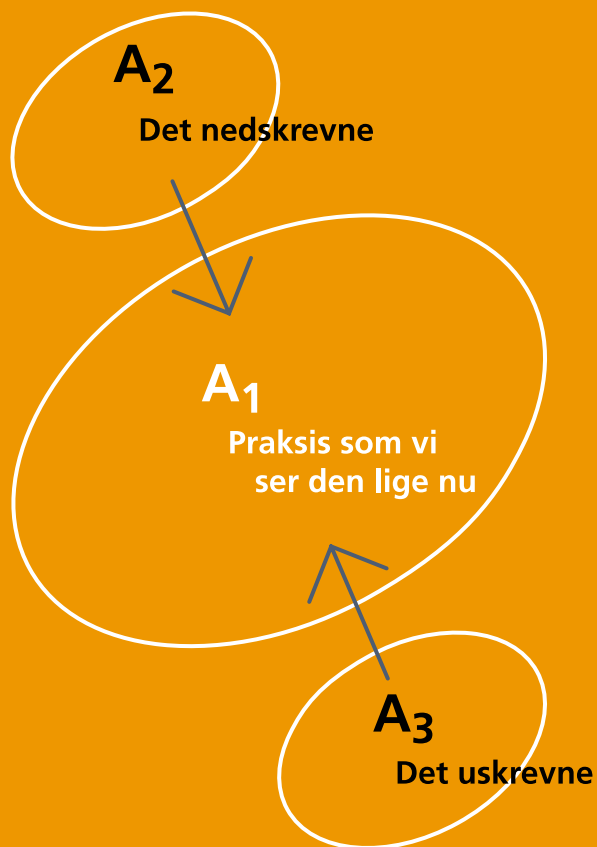 A₂
Det nedskrevne
A₁
Praksis som vi
ser den lige nu
A₃
Det uskrevne